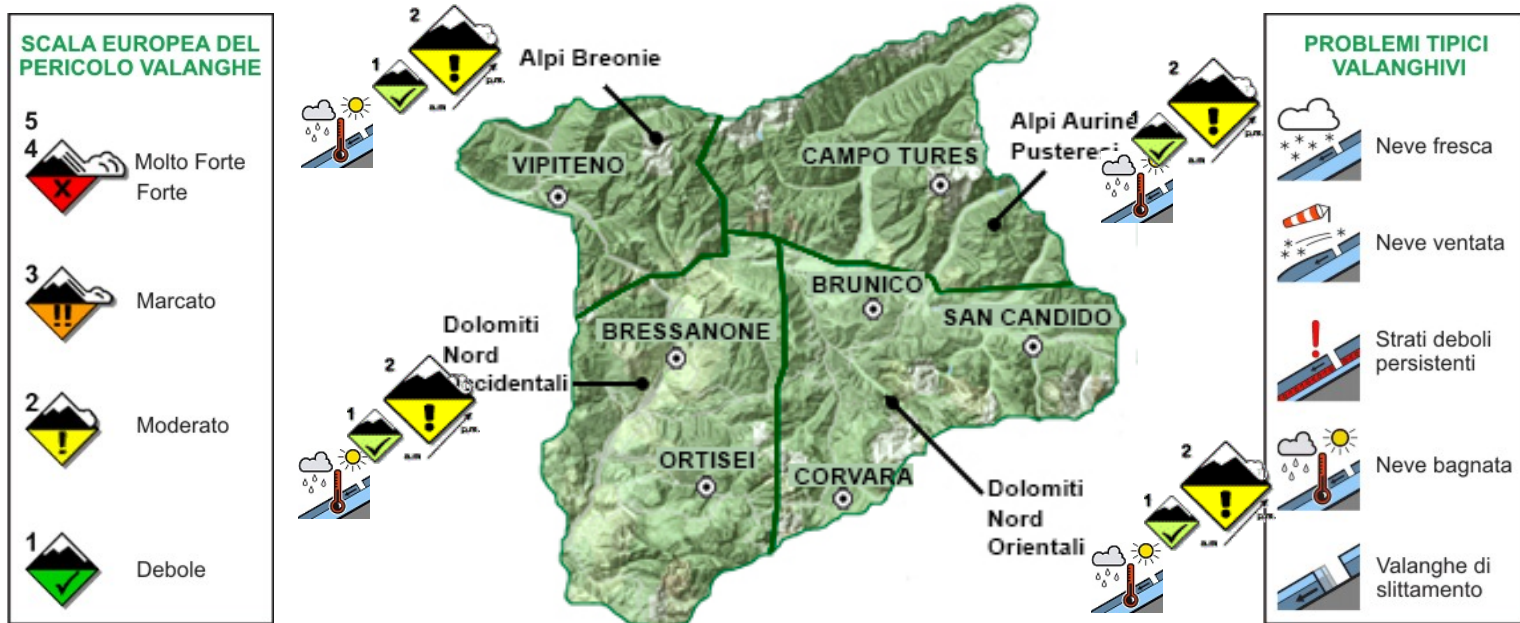 SCALA EUROPEA DEL
PERICOLO VALANGHE
5
4
Molto Forte
Forte
3
Marcato
2
Moderato
1
Debole
2
1
a.m
p.m.
Alpi Breonie
VIPITENO
CAMPO TURES
2
1
a.m
p.m.
Alpi Aurine
Pusteresi
BRUNICO
SAN CANDIDO
BRESSANONE
Dolomiti
Nord
Occidentali
2
1
a.m
p.m.
ORTISEI
CORVARA
Dolomiti
Nord
Orientali
2
1
a.m
p.m.
PROBLEMI TIPICI
VALANGHIVI
Neve fresca
Neve ventata
Strati deboli
persistenti
Neve bagnata
Valanghe di
slittamento